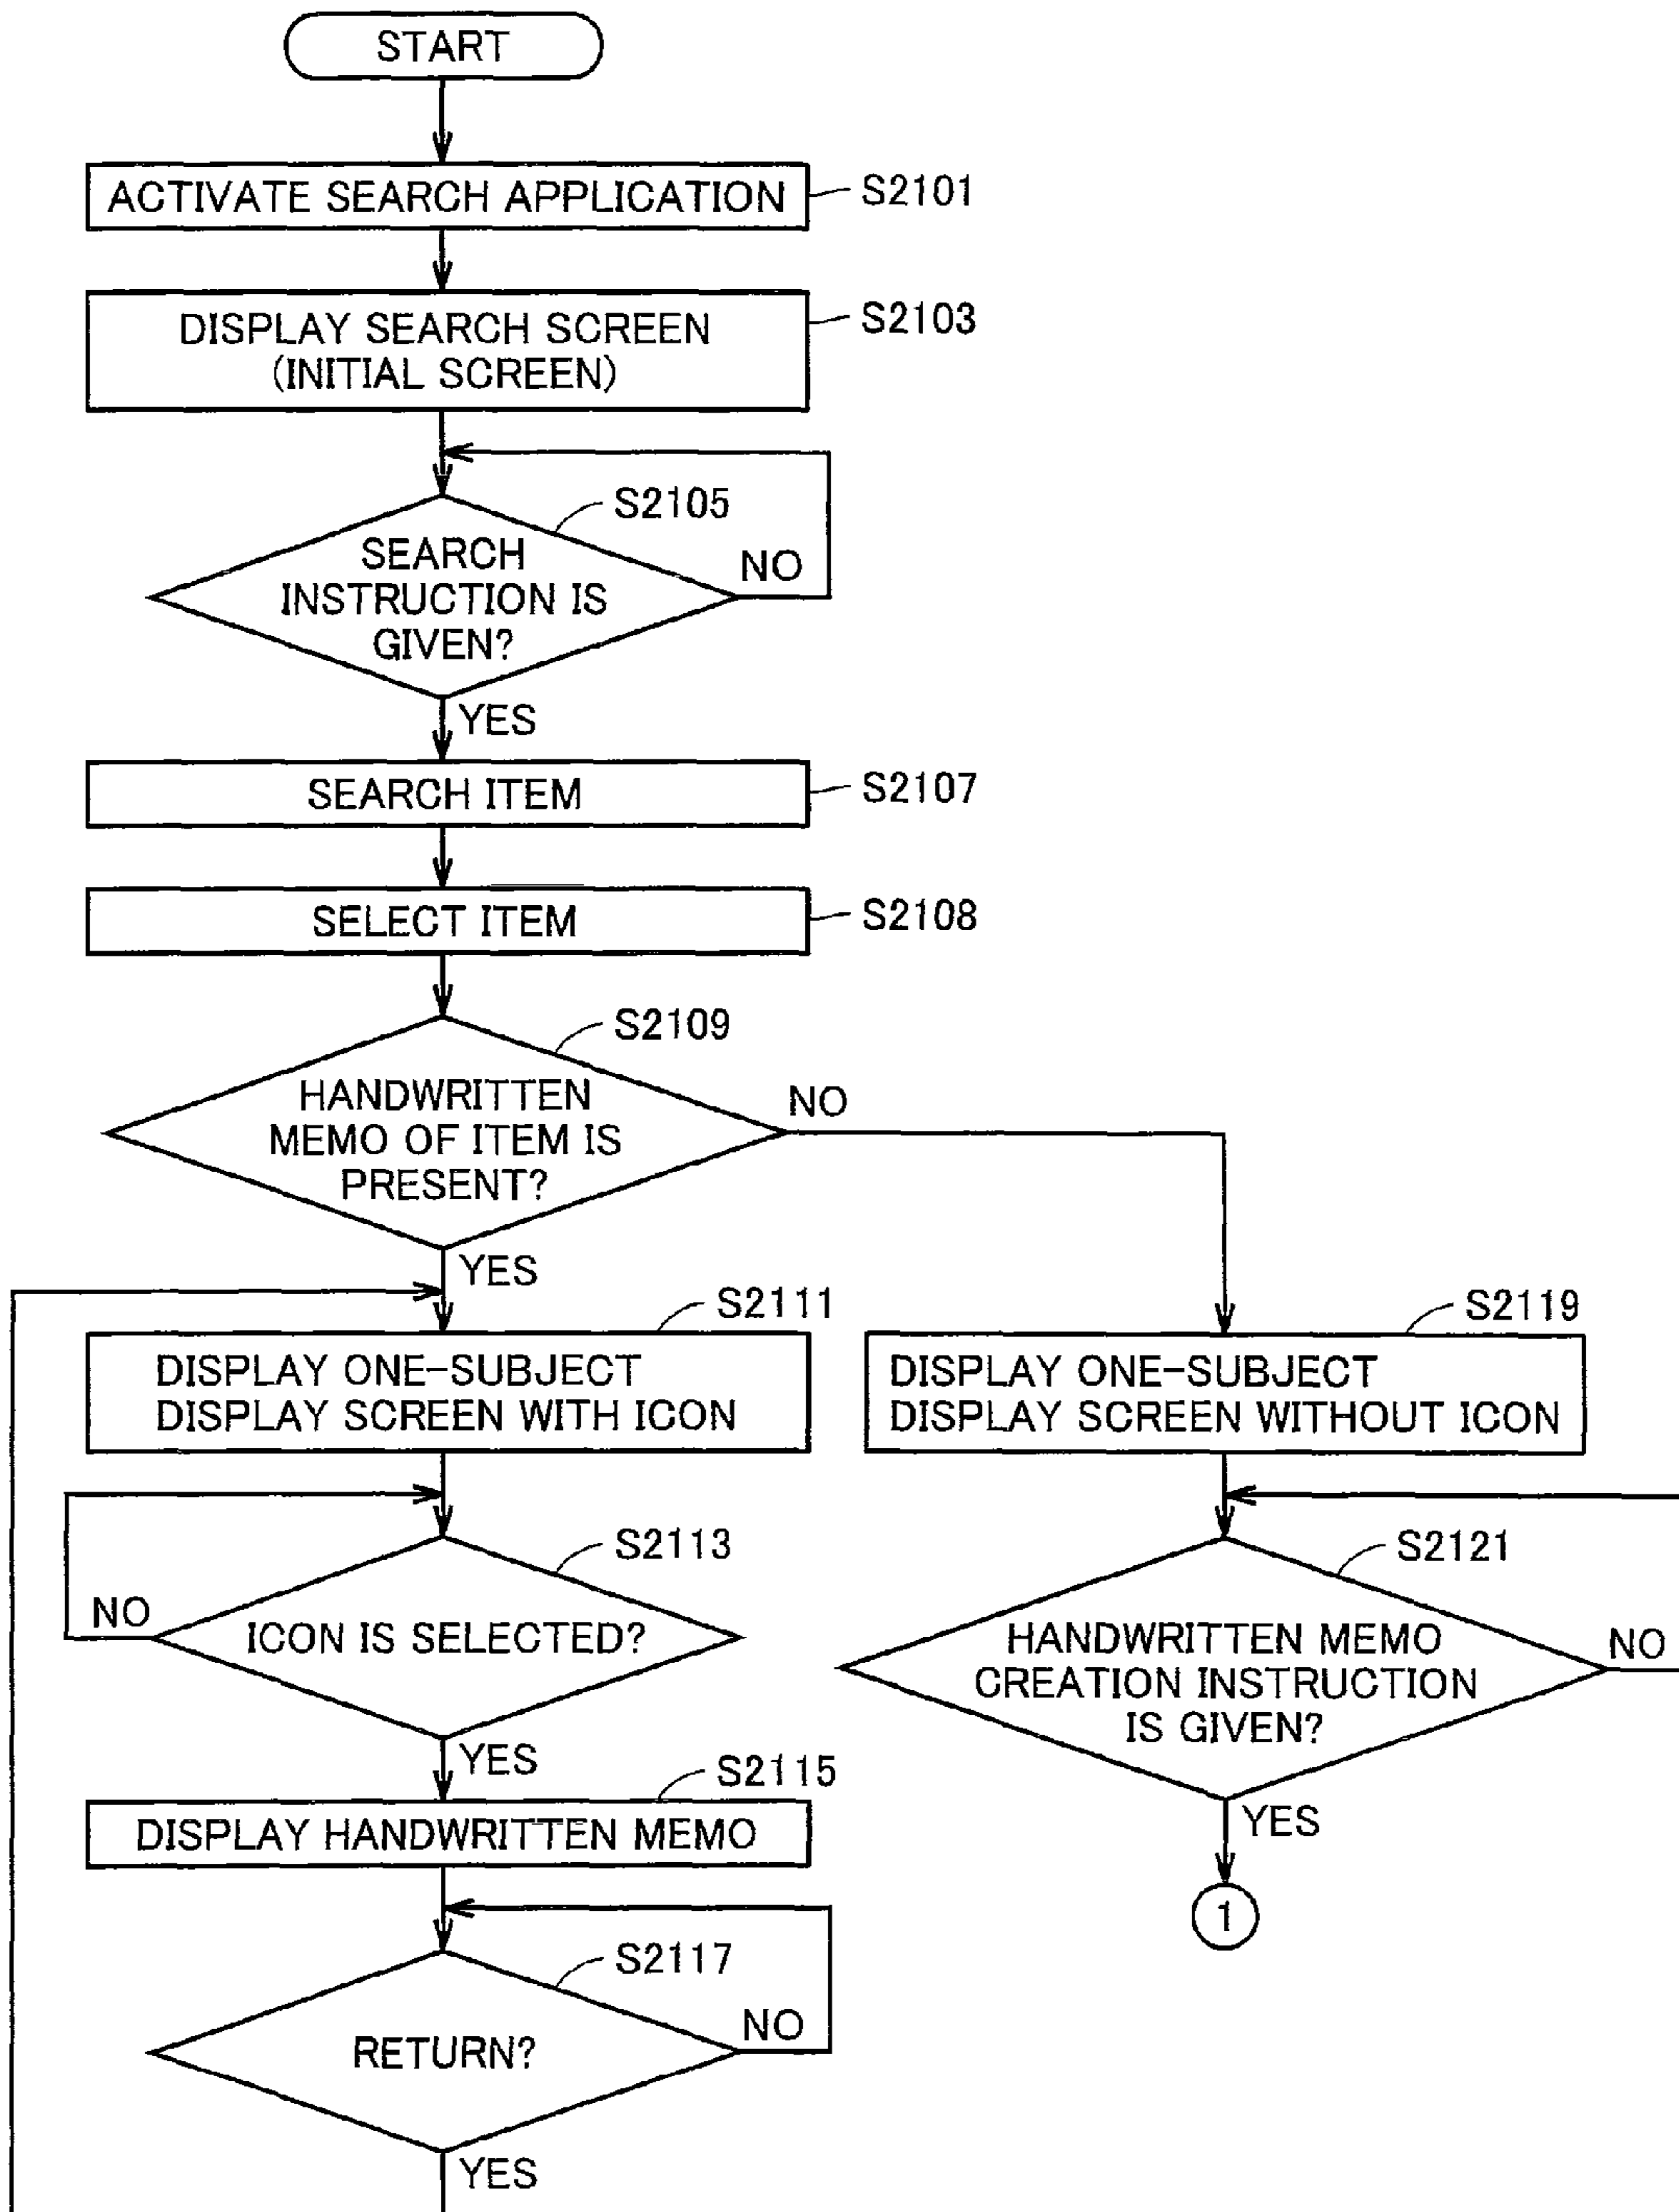 START
ACTIVATE SEARCH APPLICATION
S2101
DISPLAY SEARCH SCREEN
(INITIAL SCREEN)
S2103
S2105
SEARCH
INSTRUCTION IS
GIVEN?
NO
YES
SEARCH ITEM
S2107
SELECT ITEM
S2108
S2109
HANDWRITTEN
MEMO OF ITEM IS
PRESENT?
NO
YES
S2111
DISPLAY ONE-SUBJECT
DISPLAY SCREEN WITH ICON
S2113
NO
ICON IS SELECTED?
YES
S2115
DISPLAY HANDWRITTEN MEMO
S2117
RETURN?
NO
YES
S2119
DISPLAY ONE-SUBJECT
DISPLAY SCREEN WITHOUT ICON
S2121
HANDWRITTEN MEMO
CREATION INSTRUCTION
IS GIVEN?
NO
YES
1